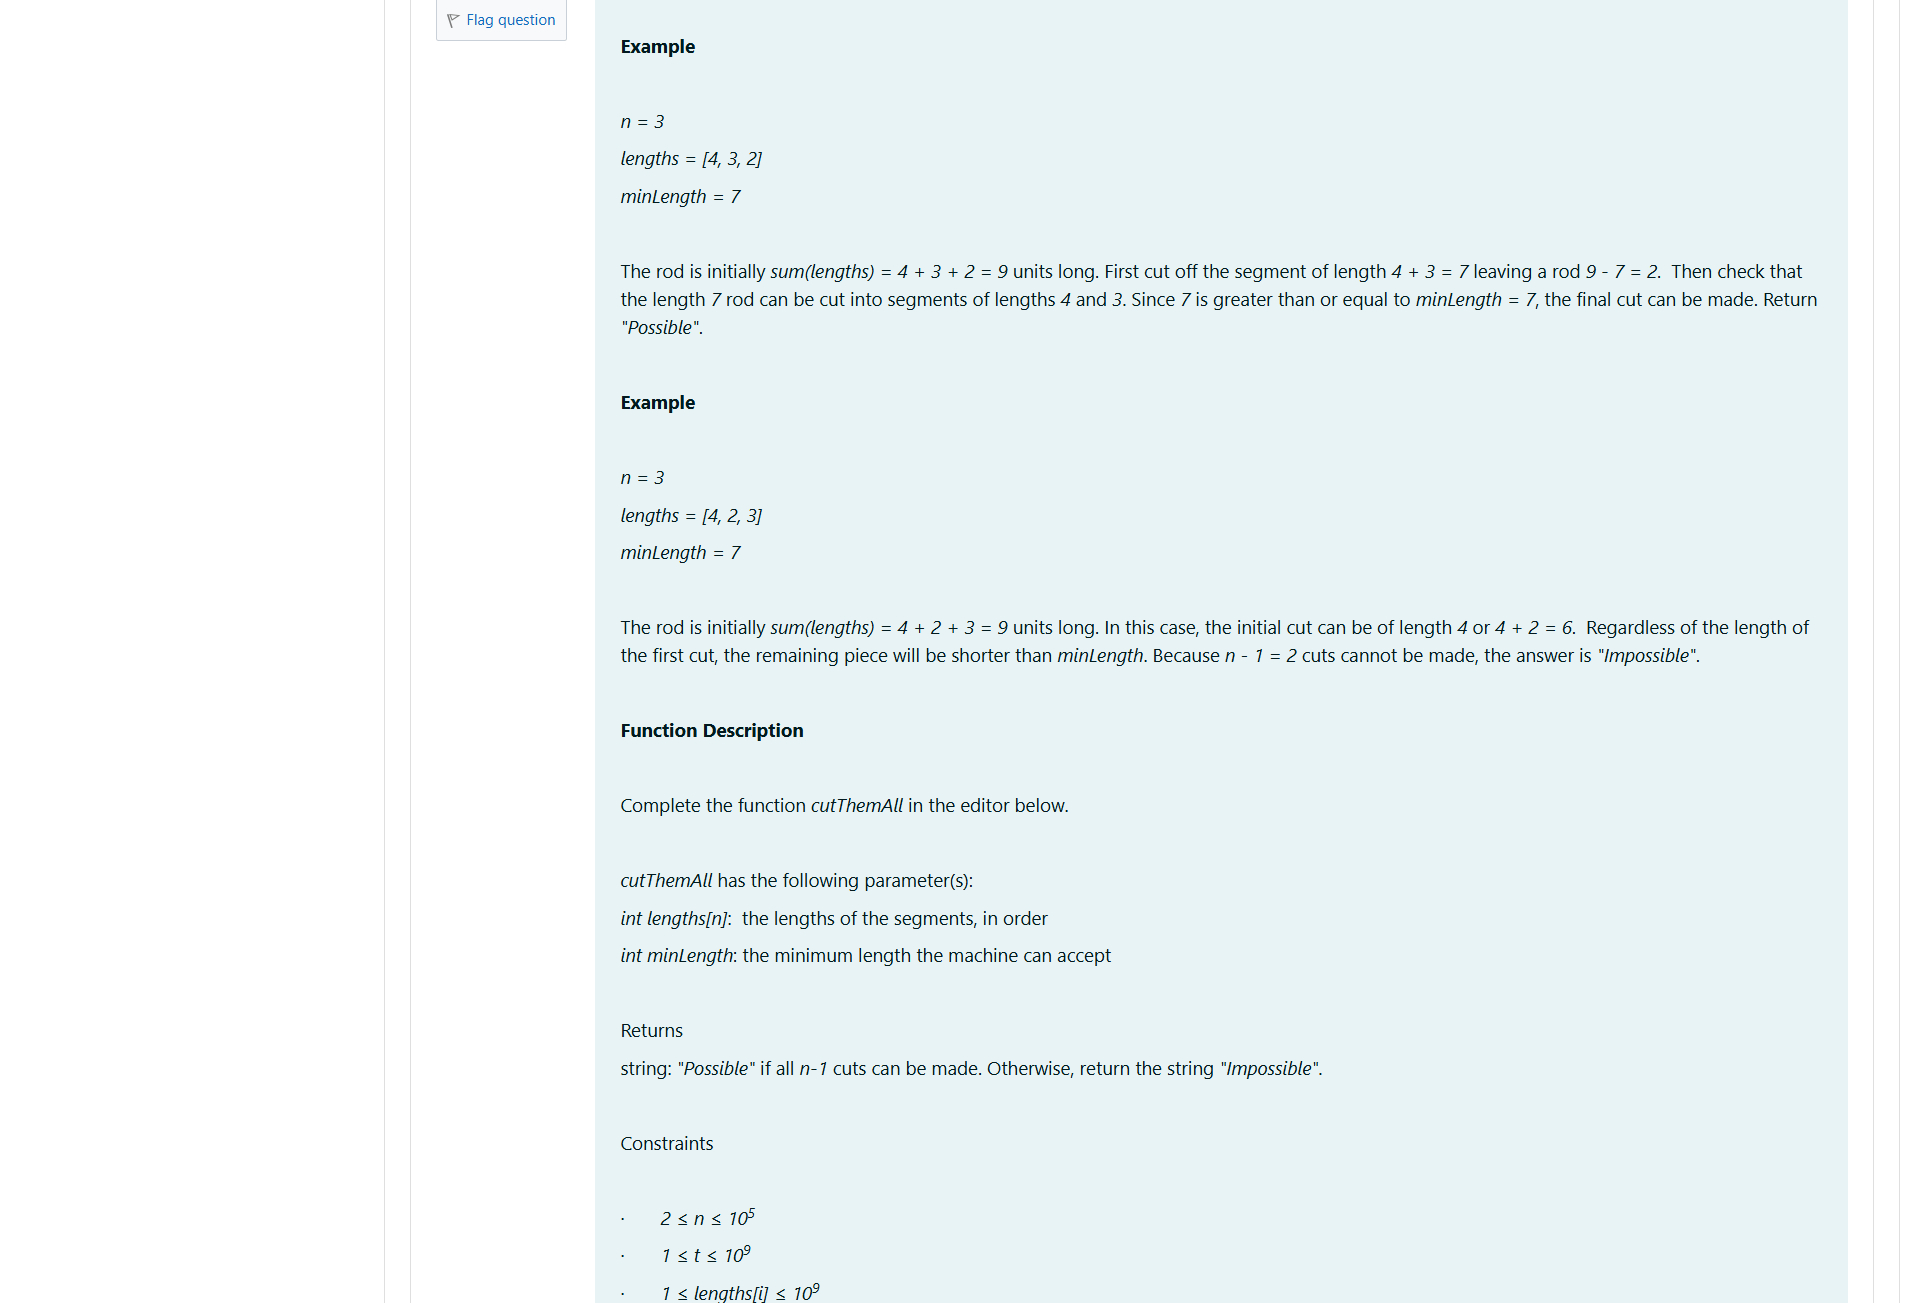 Flag question
Example
n = 3
lengths = [4, 3, 2]
minLength = 7
The rod is initially sum(lengths) = 4 + 3 + 2 = 9 units long. First cut off the segment of length 4 + 3 = 7 leaving a rod 9 - 7 = 2.  Then check that
the length 7 rod can be cut into segments of lengths 4 and 3. Since 7 is greater than or equal to minLength = 7, the final cut can be made. Return
"Possible".
Example
n = 3
lengths = [4, 2, 3]
minLength = 7
The rod is initially sum(lengths) = 4 + 2 + 3 = 9 units long. In this case, the initial cut can be of length 4 or 4 + 2 = 6.  Regardless of the length of
the first cut, the remaining piece will be shorter than minLength. Because n - 1 = 2 cuts cannot be made, the answer is "Impossible".
Function Description
Complete the function cutThemAll in the editor below.
cutThemAll has the following parameter(s):
int lengths[n]:  the lengths of the segments, in order
int minLength: the minimum length the machine can accept
Returns
string: "Possible" if all n-1 cuts can be made. Otherwise, return the string "Impossible".
Constraints
· 2 ≤ n ≤ 10⁵
· 1 ≤ t ≤ 10⁹
· 1 ≤ lengths[i] ≤ 10⁹